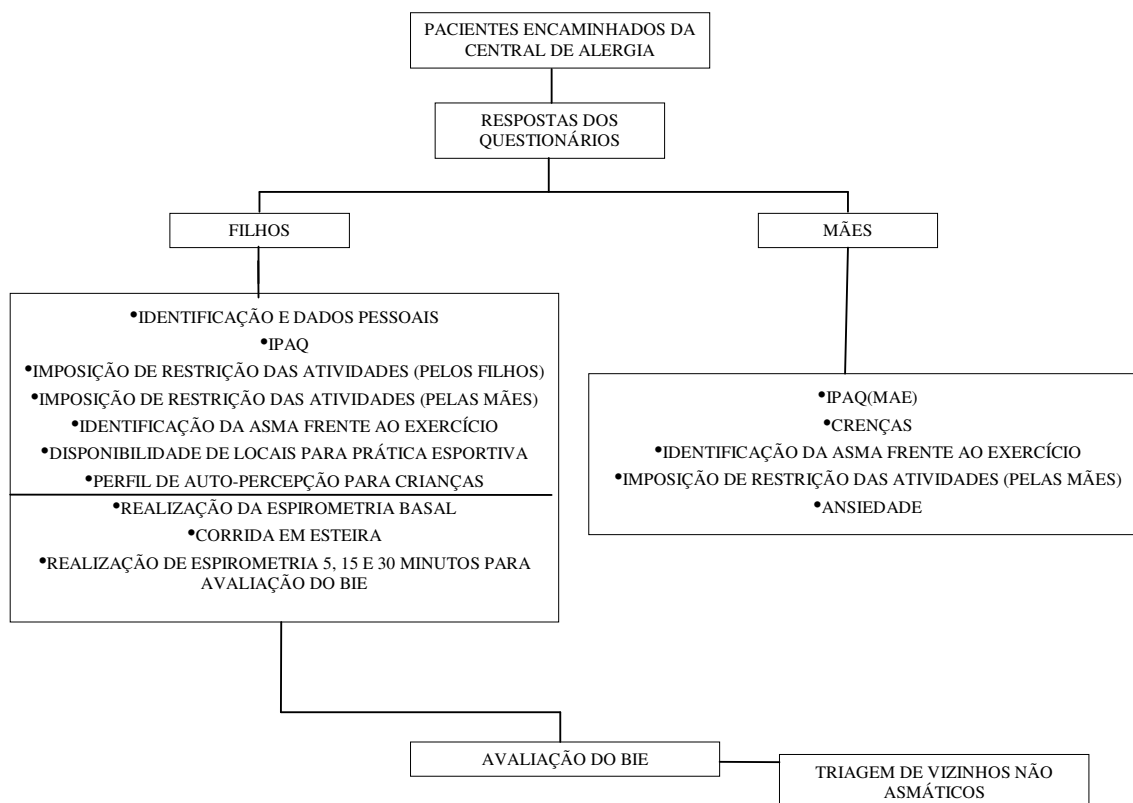 PACIENTES ENCAMINHADOS DA
CENTRAL DE ALERGIA
RESPOSTAS DOS
QUESTIONÁRIOS
FILHOS
MÃES
•IDENTIFICAÇÃO E DADOS PESSOAIS
•IPAQ
•IMPOSIÇÃO DE RESTRIÇÃO DAS ATIVIDADES (PELOS FILHOS)
•IMPOSIÇÃO DE RESTRIÇÃO DAS ATIVIDADES (PELAS MÃES)
•IDENTIFICAÇÃO DA ASMA FRENTE AO EXERCÍCIO
•DISPONIBILIDADE DE LOCAIS PARA PRÁTICA ESPORTIVA
•PERFIL DE AUTO-PERCEPÇÃO PARA CRIANÇAS
•REALIZAÇÃO DA ESPIROMETRIA BASAL
•CORRIDA EM ESTEIRA
•REALIZAÇÃO DE ESPIROMETRIA 5, 15 E 30 MINUTOS PARA
AVALIAÇÃO DO BIE
•IPAQ(MAE)
•CRENÇAS
•IDENTIFICAÇÃO DA ASMA FRENTE AO EXERCÍCIO
•IMPOSIÇÃO DE RESTRIÇÃO DAS ATIVIDADES (PELAS MÃES)
•ANSIEDADE
AVALIAÇÃO DO BIE
TRIAGEM DE VIZINHOS NÃO
ASMÁTICOS